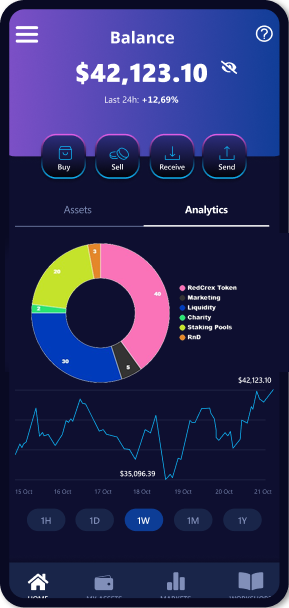 Balance
$42,123.10
Last 24h: +12,69%
Buy Sell Receive Send
Assets Analytics
3
20
40
2
30
5
RedCrex Token
Marketing
Liquidity
Charity
Staking Pools
RnD
$42,123.10
$35,096.39
15 Oct 16 Oct 17 Oct 18 Oct 19 Oct 20 Oct 21 Oct
1H 1D 1W 1M 1Y
HOME MY ASSETS MARKETS